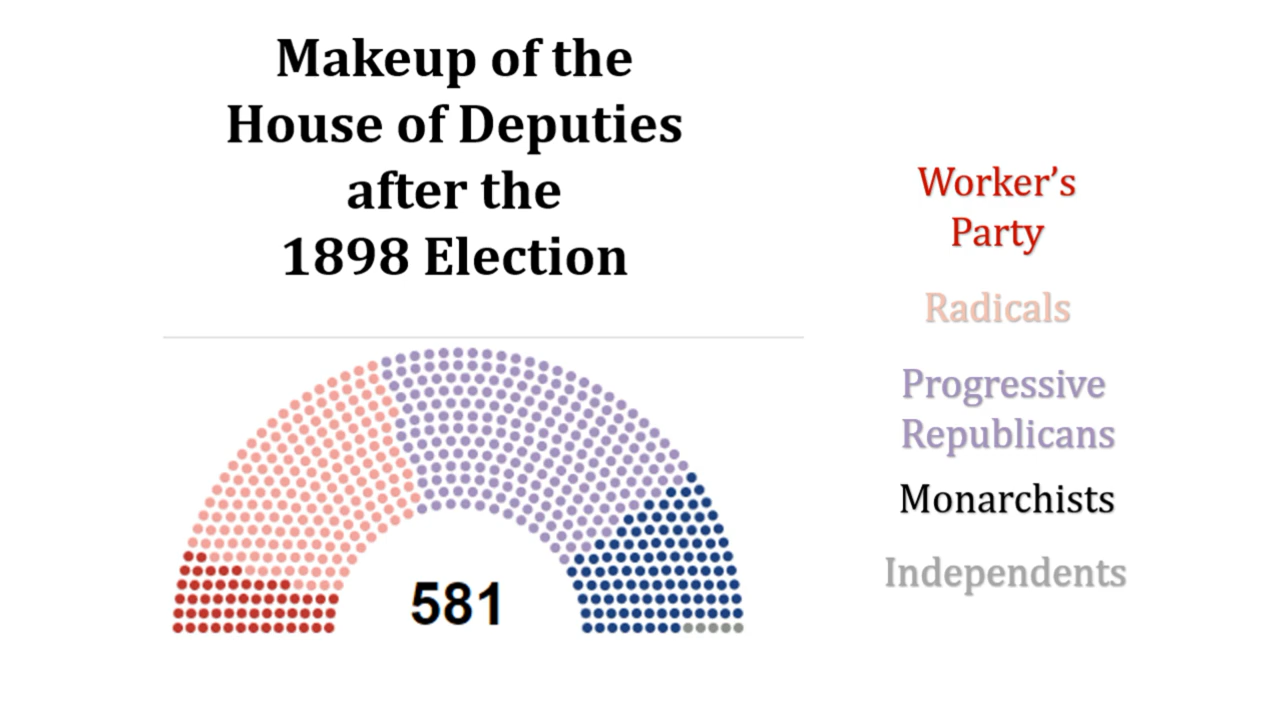 Makeup of the
House of Deputies
after the
1898 Election
Worker’s
Party
Radicals
Progressive
Republicans
Monarchists
Independents
581